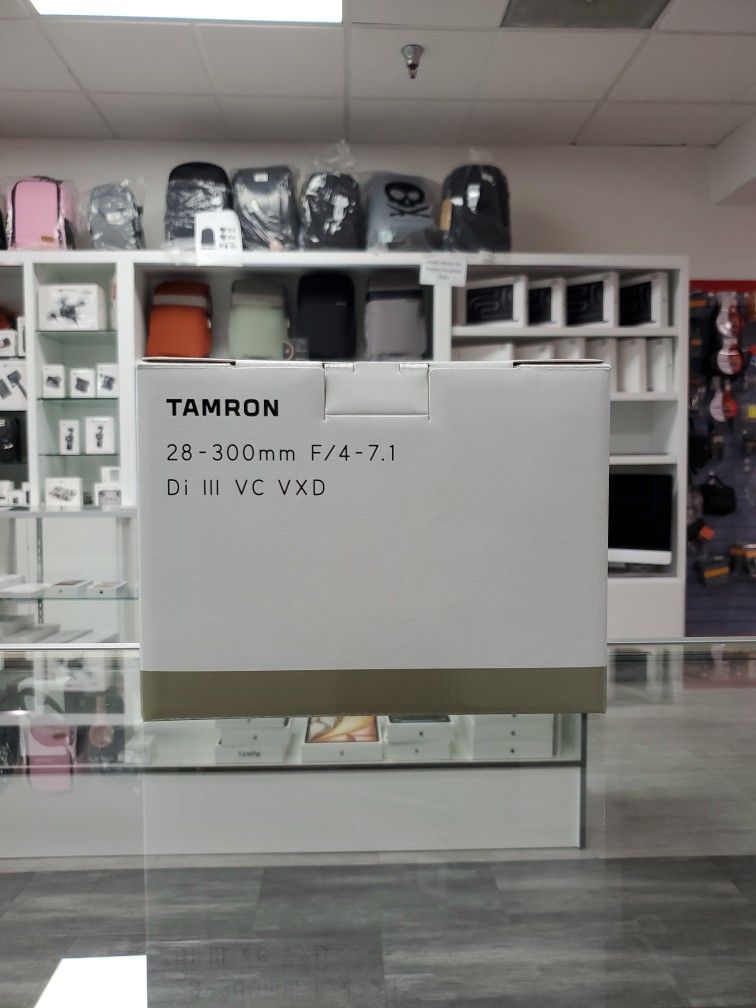 TAMRON
28-300mm F/4-7.1
Di III VC VXD